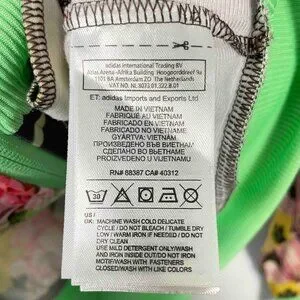 adidas International Trading BV
Atlas Arena-Afrika Building Hoogoorddreef 9a
1101 BA Amsterdam ZO The Netherlands
VAT NO. NL 8073.01.322.B.01
ET: adidas Imports and Exports Ltd
MADE IN VIETNAM
FABRIQUÉ AU VIETNAM
FABRICADO EN VIETNAM
FABRICADO NO VIETNAM
GYÁRTVA: VIETNAM
ПРОИЗВЕДЕНО ВЪВ ВИЕТНАМ
СДЕЛАНО ВО ВЬЕТНАМЕ
PROIZVEDENO U VIJETNAMU
RN# 88387 CA# 40312
30
US /
UK: MACHINE WASH COLD DELICATE
CYCLE / DO NOT BLEACH / TUMBLE DRY
LOW / WARM IRON IF NEEDED / DO NOT
DRY CLEAN
USE MILD DETERGENT ONLY/WASH
AND IRON INSIDE OUT/DO NOT IRON
MOTIF/WASH WITH FASTENERS
CLOSED/WASH WITH LIKE COLORS